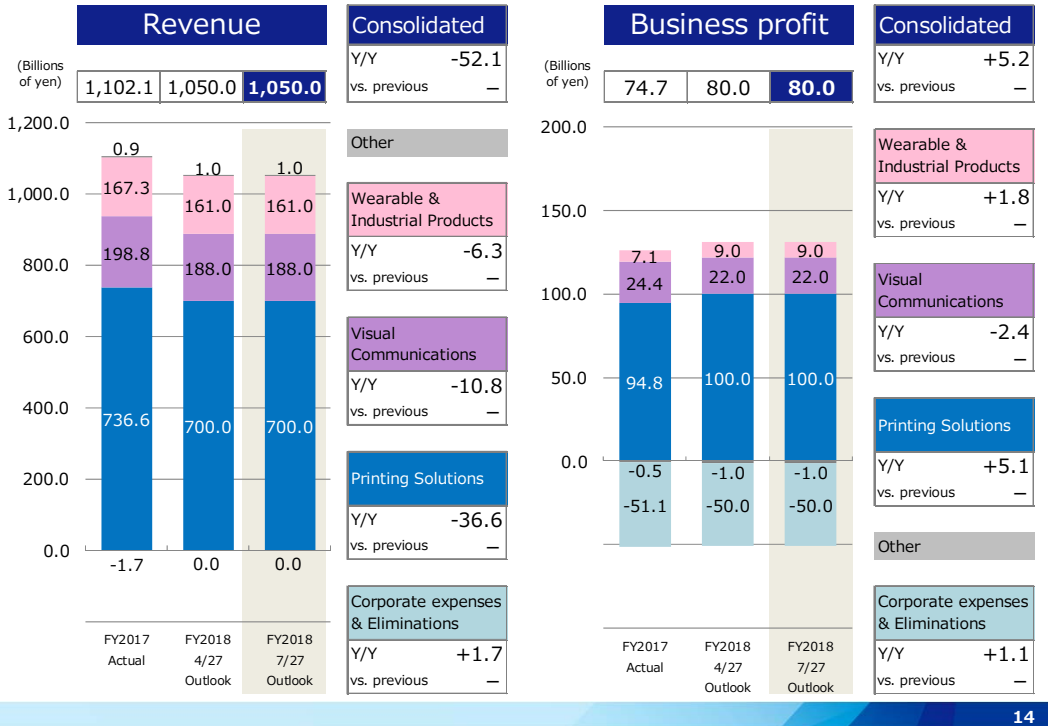 Revenue
(Billions
of yen)
1,102.1 1,050.0 1,050.0
1,200.0
1,000.0
800.0
600.0
400.0
200.0
0.0
0.9
167.3
198.8
736.6
-1.7
1.0
161.0
188.0
700.0
0.0
1.0
161.0
188.0
700.0
0.0
FY2017
Actual
FY2018
4/27
Outlook
FY2018
7/27
Outlook
Consolidated
Y/Y -52.1
vs. previous –
Other
Wearable &
Industrial Products
Y/Y -6.3
vs. previous –
Visual
Communications
Y/Y -10.8
vs. previous –
Printing Solutions
Y/Y -36.6
vs. previous –
Corporate expenses
& Eliminations
Y/Y +1.7
vs. previous –
Business profit
(Billions
of yen)
74.7 80.0 80.0
200.0
150.0
100.0
50.0
0.0
7.1
24.4
94.8
-0.5
-51.1
9.0
22.0
100.0
-1.0
-50.0
9.0
22.0
100.0
-1.0
-50.0
FY2017
Actual
FY2018
4/27
Outlook
FY2018
7/27
Outlook
Consolidated
Y/Y +5.2
vs. previous –
Wearable &
Industrial Products
Y/Y +1.8
vs. previous –
Visual
Communications
Y/Y -2.4
vs. previous –
Printing Solutions
Y/Y +5.1
vs. previous –
Other
Corporate expenses
& Eliminations
Y/Y +1.1
vs. previous –
14